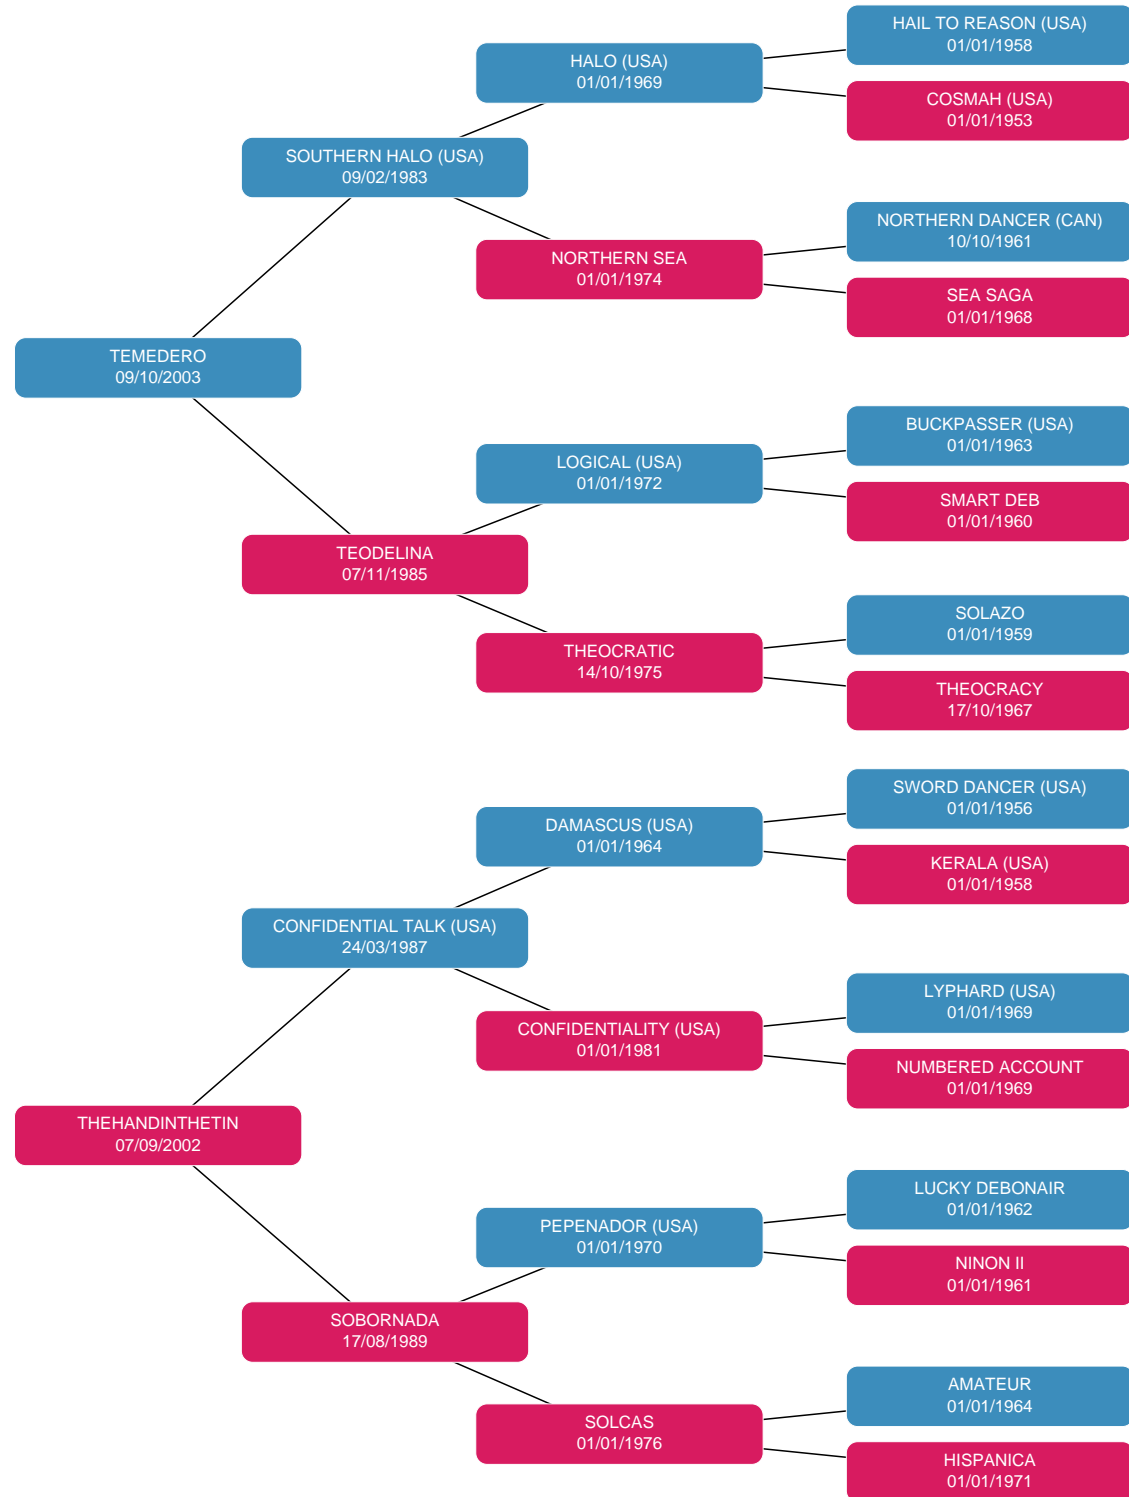 HAIL TO REASON (USA)
01/01/1958
HALO (USA)
01/01/1969
COSMAH (USA)
01/01/1953
SOUTHERN HALO (USA)
09/02/1983
NORTHERN DANCER (CAN)
10/10/1961
NORTHERN SEA
01/01/1974
SEA SAGA
01/01/1968
TEMEDERO
09/10/2003
BUCKPASSER (USA)
01/01/1963
LOGICAL (USA)
01/01/1972
SMART DEB
01/01/1960
TEODELINA
07/11/1985
SOLAZO
01/01/1959
THEOCRATIC
14/10/1975
THEOCRACY
17/10/1967
SWORD DANCER (USA)
01/01/1956
DAMASCUS (USA)
01/01/1964
KERALA (USA)
01/01/1958
CONFIDENTIAL TALK (USA)
24/03/1987
LYPHARD (USA)
01/01/1969
CONFIDENTIALITY (USA)
01/01/1981
NUMBERED ACCOUNT
01/01/1969
THEHANDINTHETIN
07/09/2002
LUCKY DEBONAIR
01/01/1962
PEPENADOR (USA)
01/01/1970
NINON II
01/01/1961
SOBORNADA
17/08/1989
AMATEUR
01/01/1964
SOLCAS
01/01/1976
HISPANICA
01/01/1971